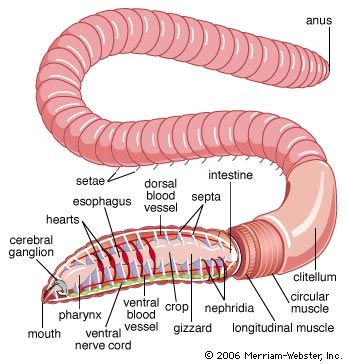 anus
setae
esophagus
hearts
cerebral
ganglion
dorsal
blood
vessel
septa
intestine
clitellum
circular
muscle
longitudinal muscle
nephridia
gizzard
crop
ventral
blood
vessel
ventral
nerve cord
pharynx
mouth
© 2006 Merriam-Webster, Inc.